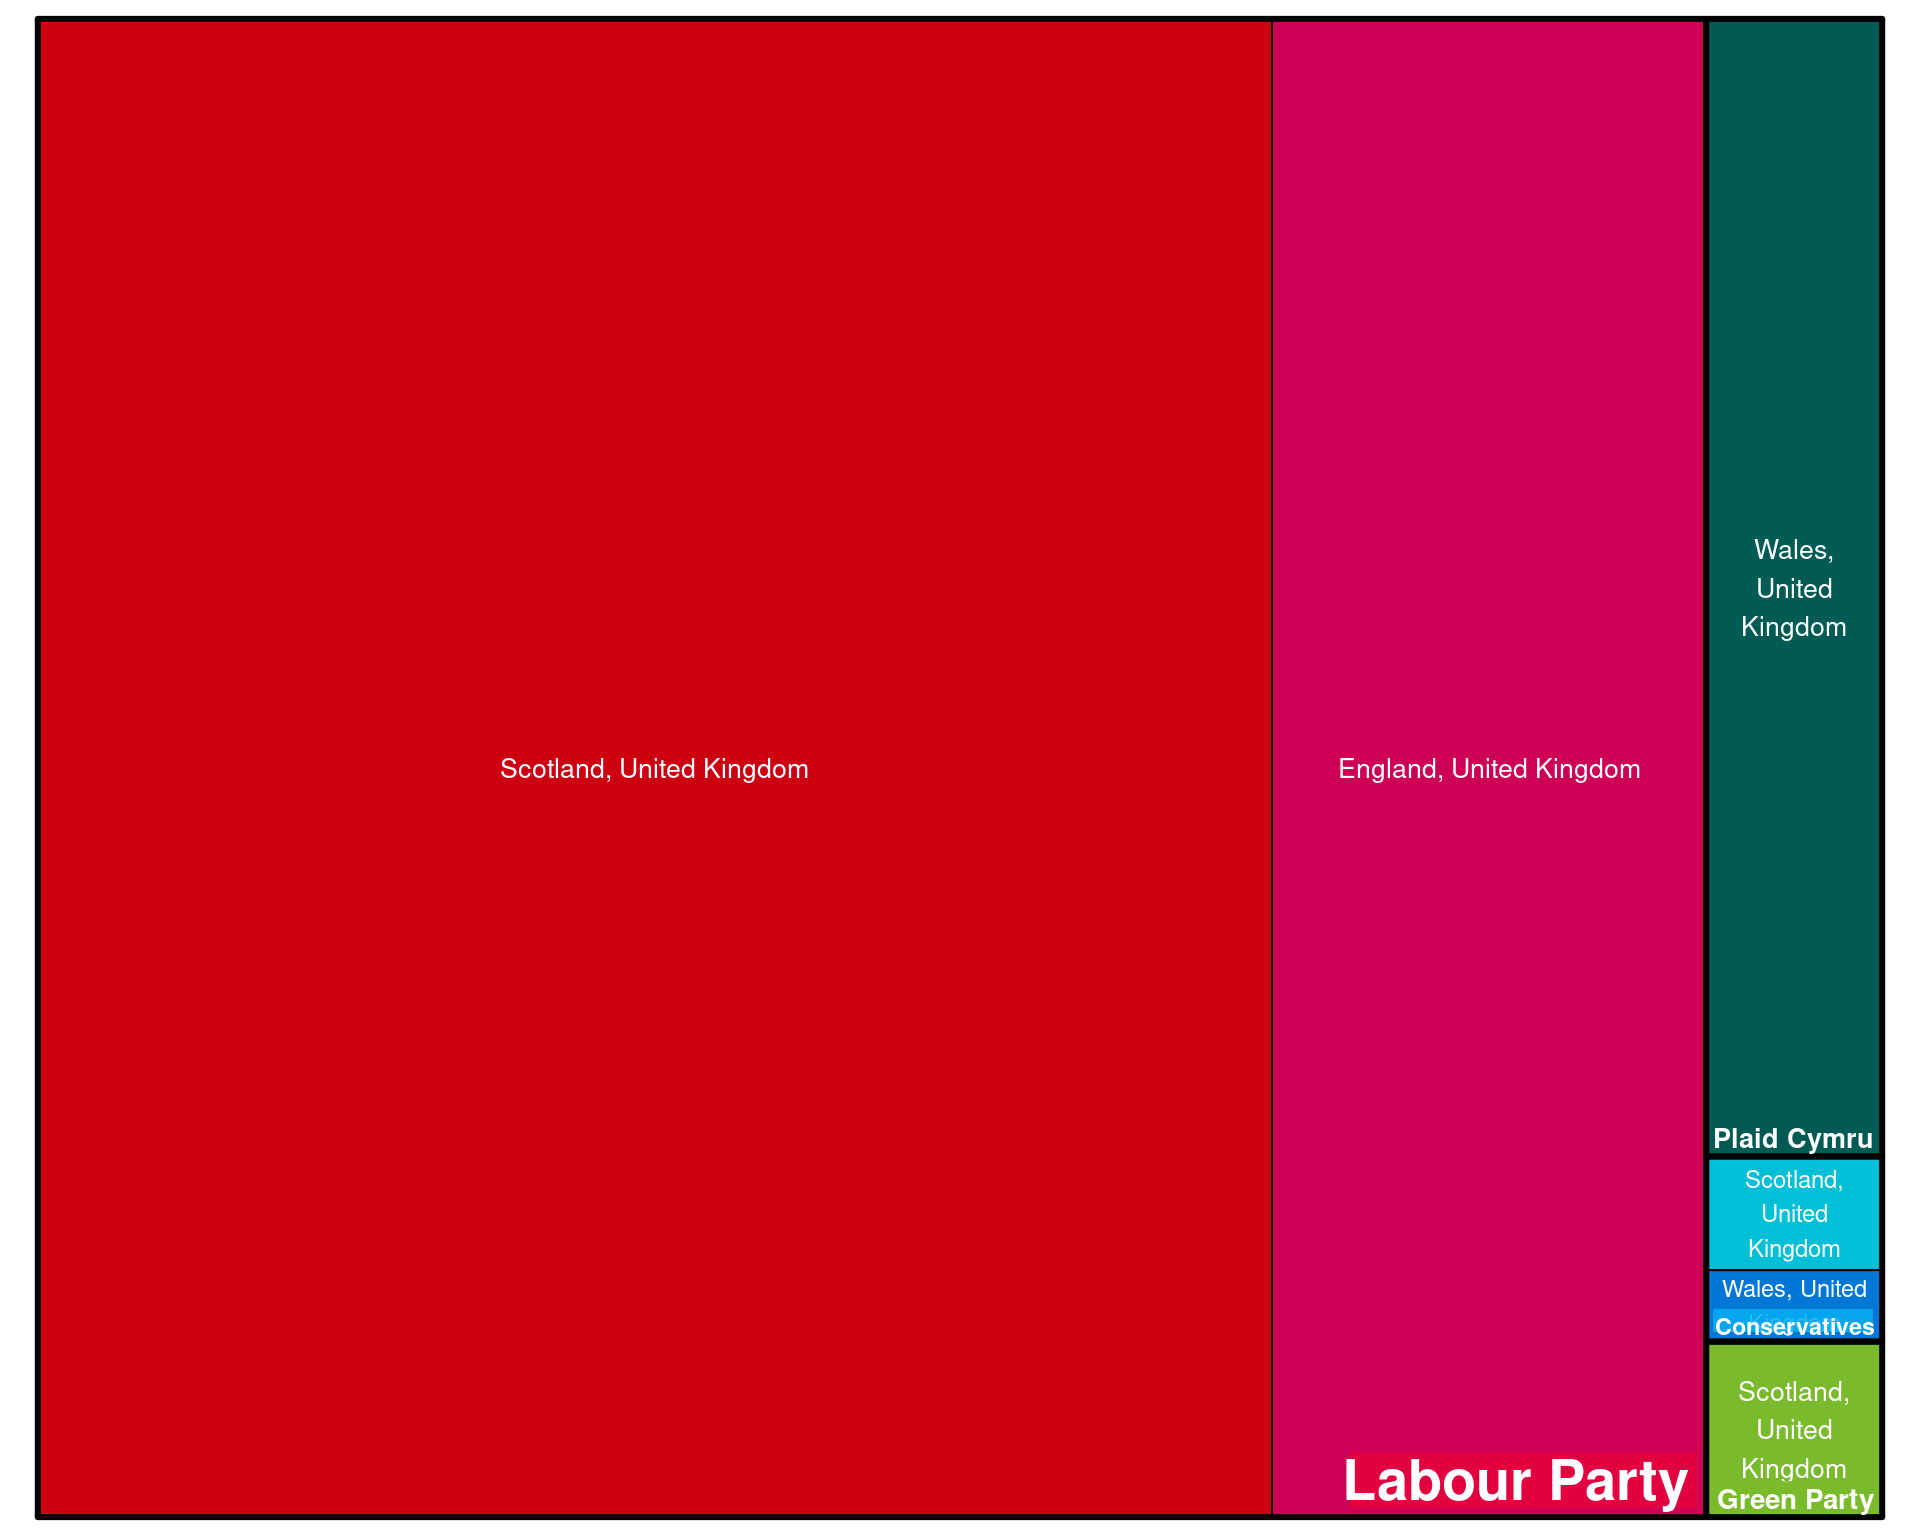 Scotland, United Kingdom
England, United Kingdom
Labour Party
Wales,
United
Kingdom
Plaid Cymru
Scotland,
United
Kingdom
Wales, United
Kingdom
Conservatives
Scotland,
United
Kingdom
Green Party